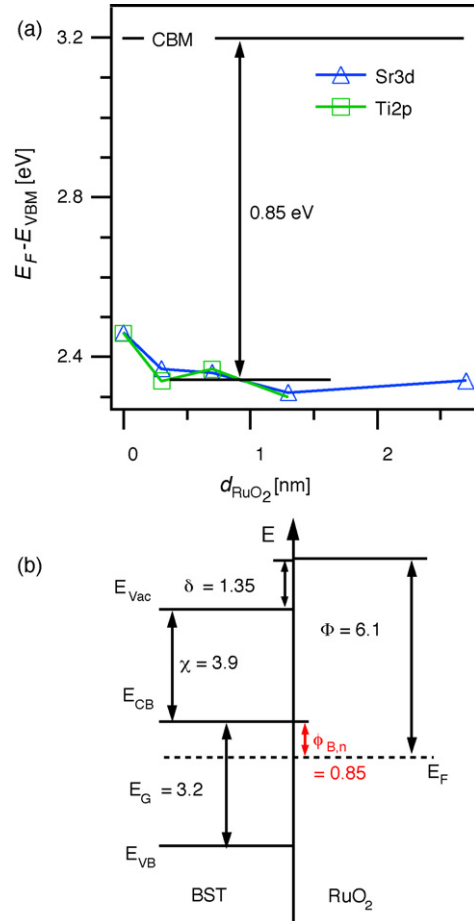 (a)
3.2
CBM
Sr3d
Ti2p
2.8
0.85 eV
2.4
E_F-E_VBM [eV]
0 1 2
d_RuO₂ [nm]
(b)
E
E_Vac
δ = 1.35
Φ = 6.1
χ = 3.9
E_CB
ϕ_B,n
= 0.85
E_F
E_G = 3.2
E_VB
BST
RuO₂